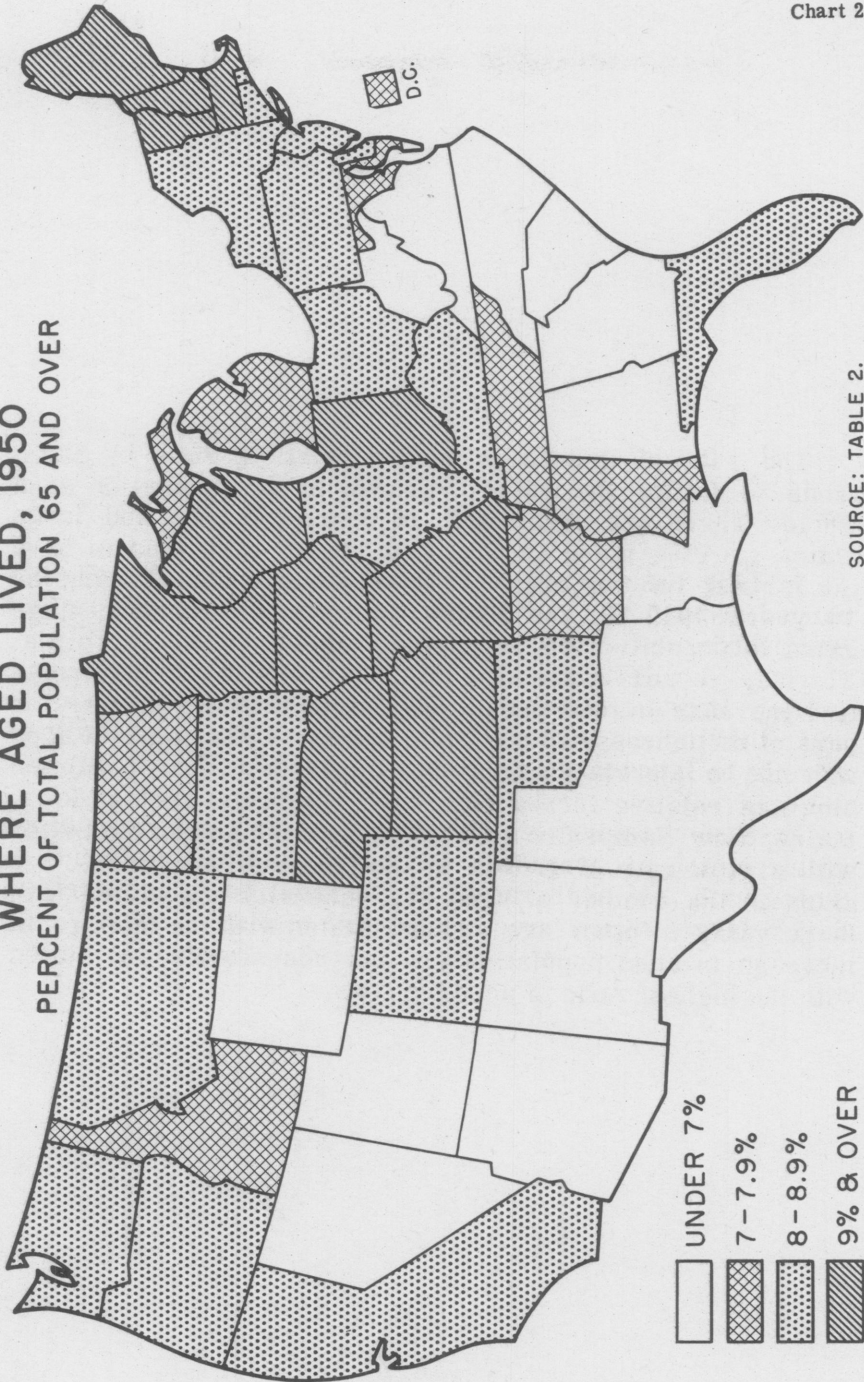 Chart 2
WHERE AGED LIVED, 1950
PERCENT OF TOTAL POPULATION 65 AND OVER
D.C.
UNDER 7%
7-7.9%
8-8.9%
9% & OVER
SOURCE: TABLE 2.